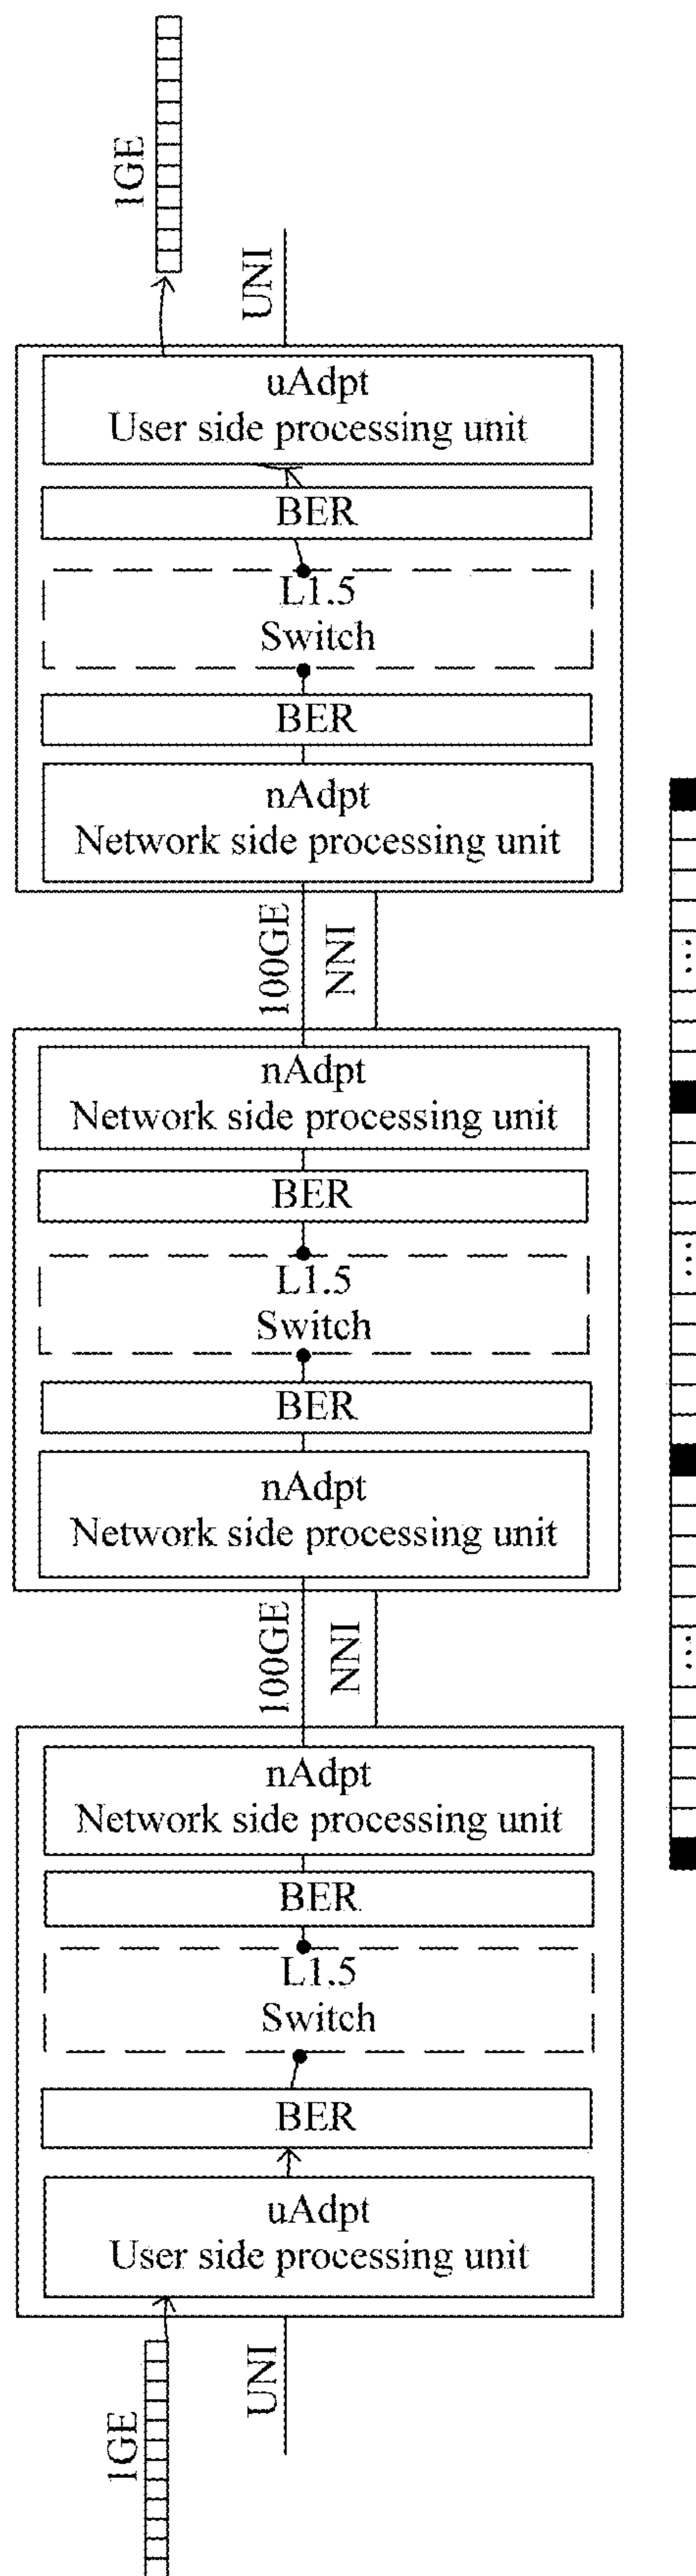 1GE
UNI
uAdpt
User side processing unit
BER
L1.5
Switch
BER
nAdpt
Network side processing unit
100GE
NNI
nAdpt
Network side processing unit
BER
L1.5
Switch
BER
nAdpt
Network side processing unit
100GE
NNI
nAdpt
Network side processing unit
BER
L1.5
Switch
BER
uAdpt
User side processing unit
UNI
1GE